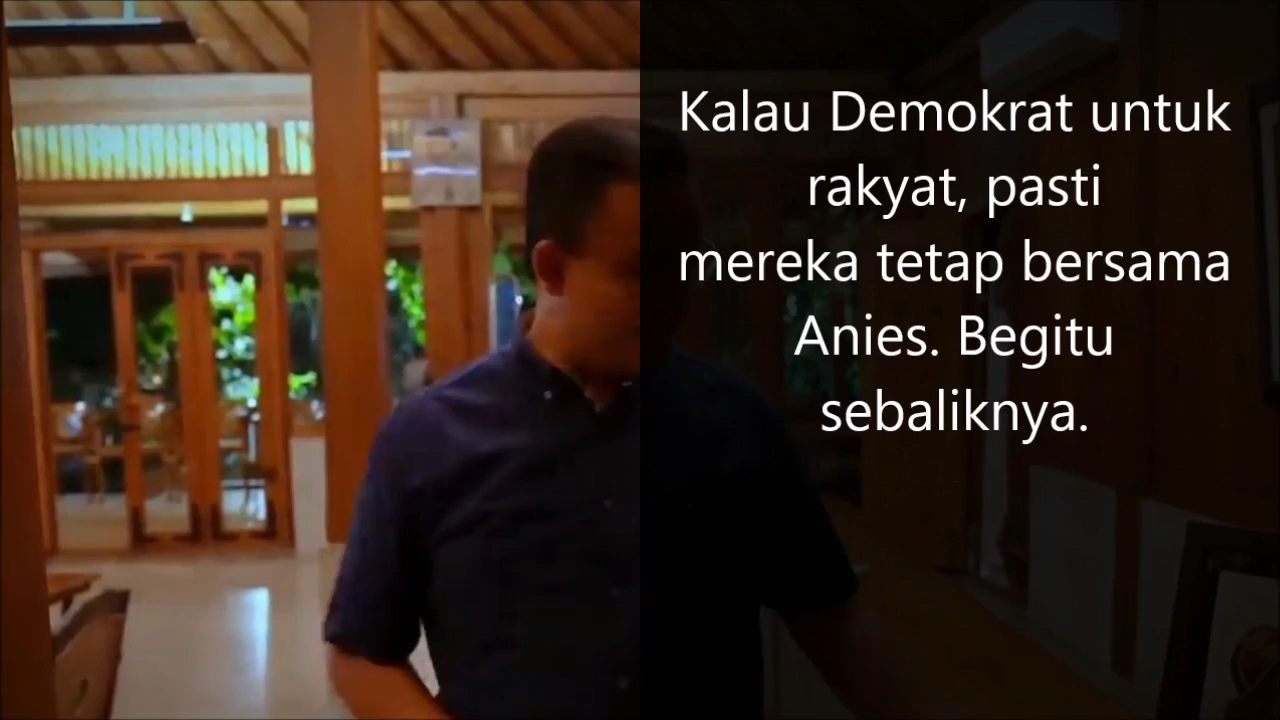 Kalau Demokrat untuk
rakyat, pasti
mereka tetap bersama
Anies. Begitu
sebaliknya.